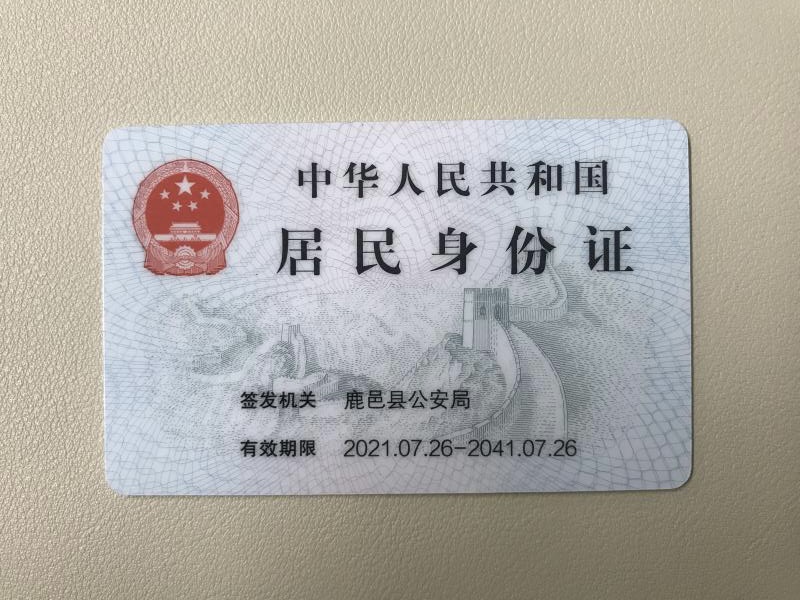 中华人民共和国
居民身份证
签发机关 鹿邑县公安局
有效期限 2021.07.26-2041.07.26